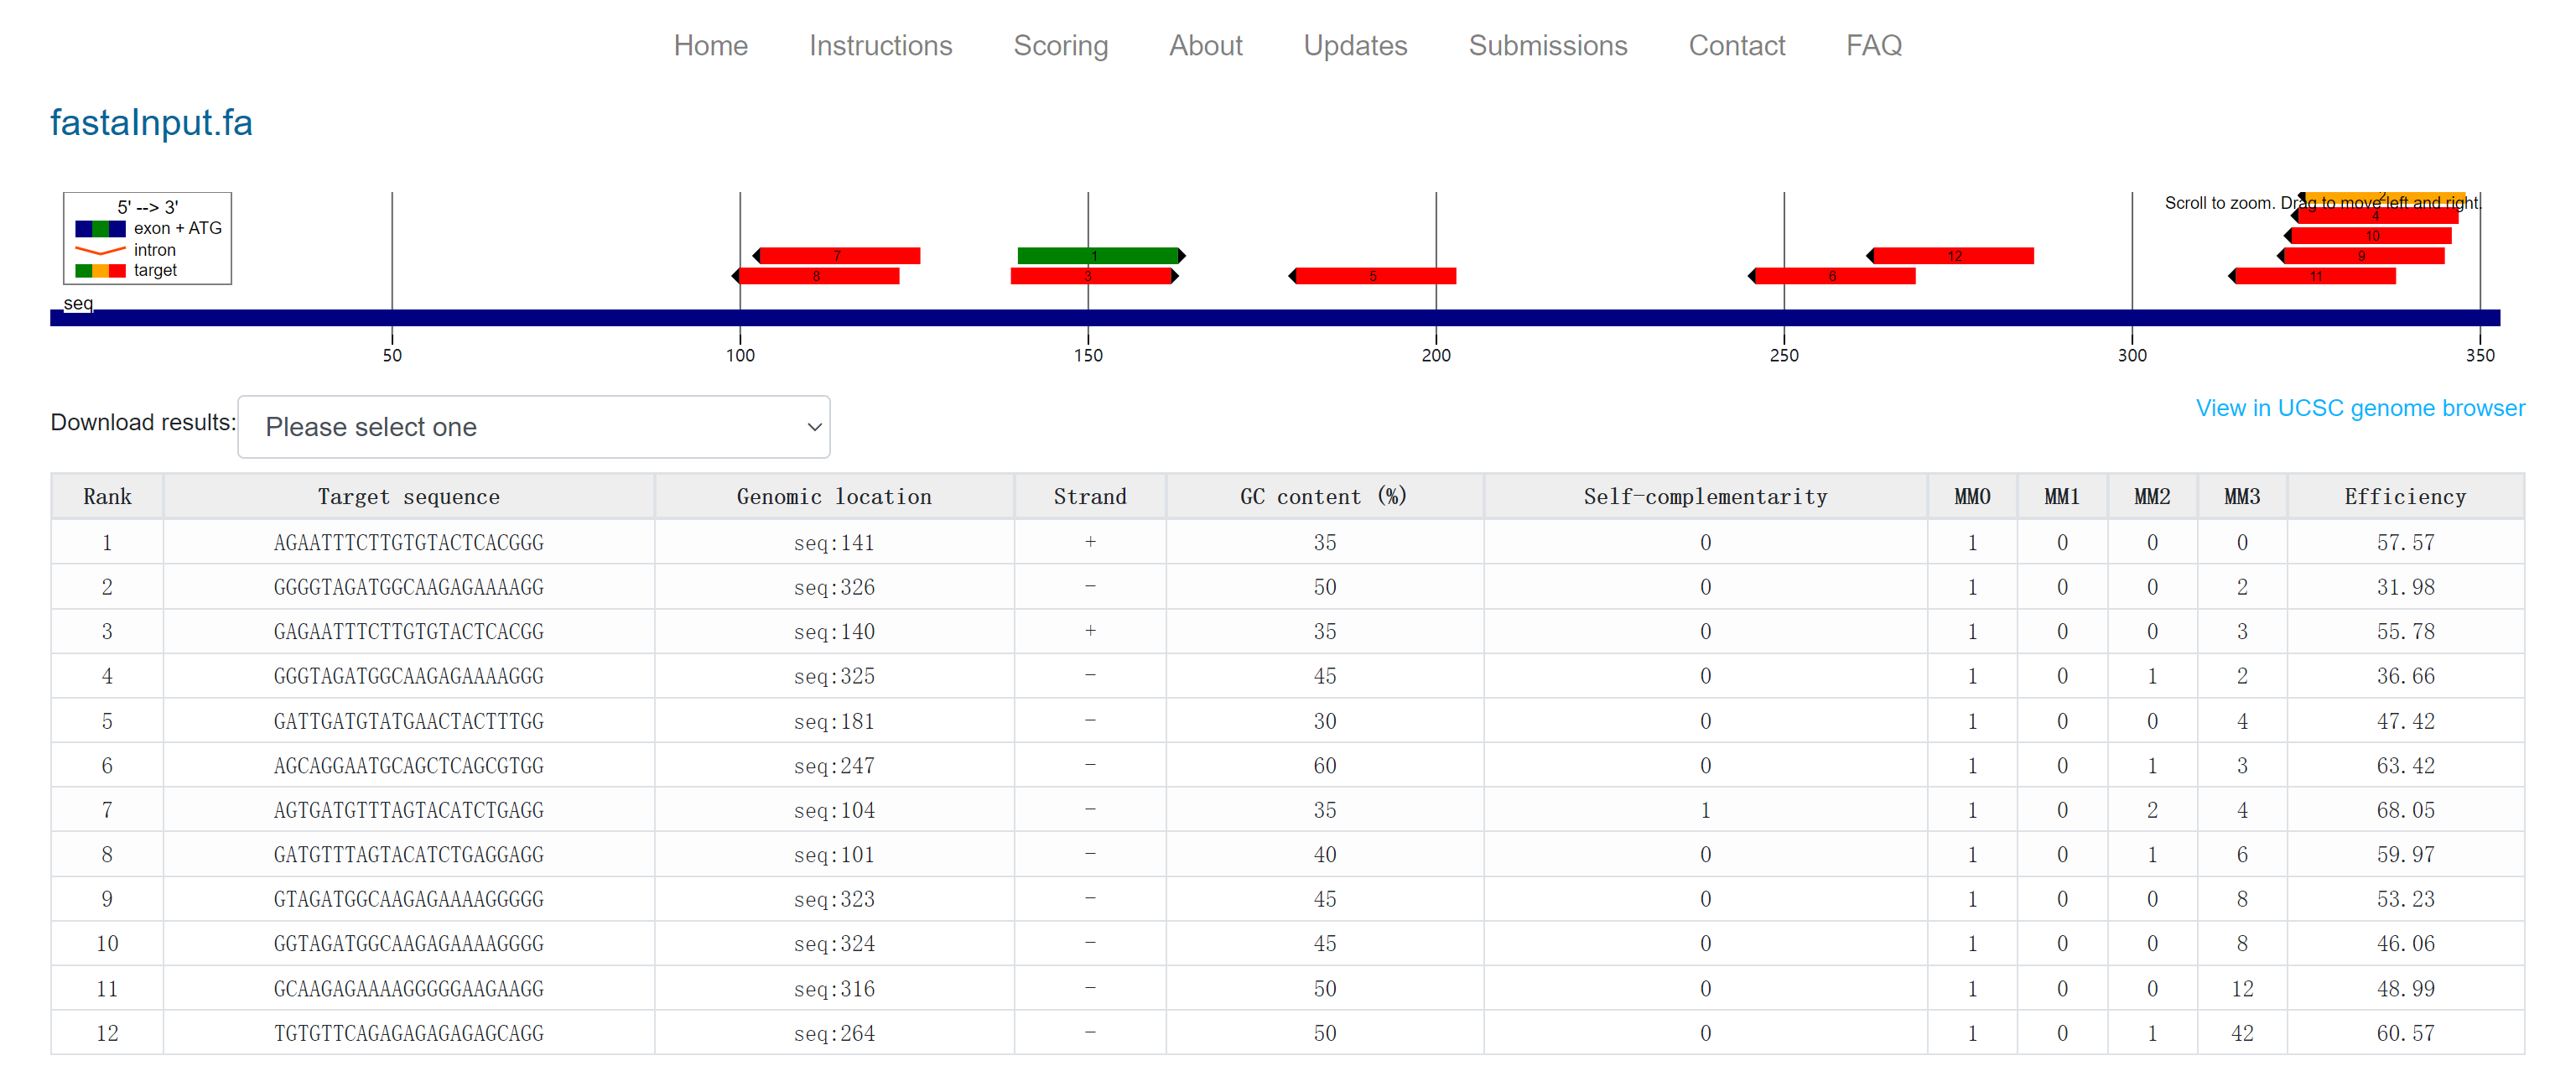 Home Instructions Scoring About Updates Submissions Contact FAQ
fastaInput.fa
5' --> 3'
exon + ATG
intron
target
Scroll to zoom. Drag to move left and right.
2
4
10
7 1 12 9
8 3 5 6 11
seq
50 100 150 200 250 300 350
Download results: Please select one
View in UCSC genome browser
Rank Target sequence Genomic location Strand GC content (%) Self-complementarity MM0 MM1 MM2 MM3 Efficiency
1 AGAATTTCTTGTGTACTCACGGG seq:141 + 35 0 1 0 0 0 57.57
2 GGGGTAGATGGCAAGAGAAAAGG seq:326 - 50 0 1 0 0 2 31.98
3 GAGAATTTCTTGTGTACTCACGG seq:140 + 35 0 1 0 0 3 55.78
4 GGGTAGATGGCAAGAGAAAAGGG seq:325 - 45 0 1 0 1 2 36.66
5 GATTGATGTATGAACTACTTTGG seq:181 - 30 0 1 0 0 4 47.42
6 AGCAGGAATGCAGCTCAGCGTGG seq:247 - 60 0 1 0 1 3 63.42
7 AGTGATGTTTAGTACATCTGAGG seq:104 - 35 1 1 0 2 4 68.05
8 GATGTTTAGTACATCTGAGGAGG seq:101 - 40 0 1 0 1 6 59.97
9 GTAGATGGCAAGAGAAAAGGGGG seq:323 - 45 0 1 0 0 8 53.23
10 GGTAGATGGCAAGAGAAAAGGGG seq:324 - 45 0 1 0 0 8 46.06
11 GCAAGAGAAAAGGGGGAAGAAGG seq:316 - 50 0 1 0 0 12 48.99
12 TGTGTTCAGAGAGAGAGAGCAGG seq:264 - 50 0 1 0 1 42 60.57